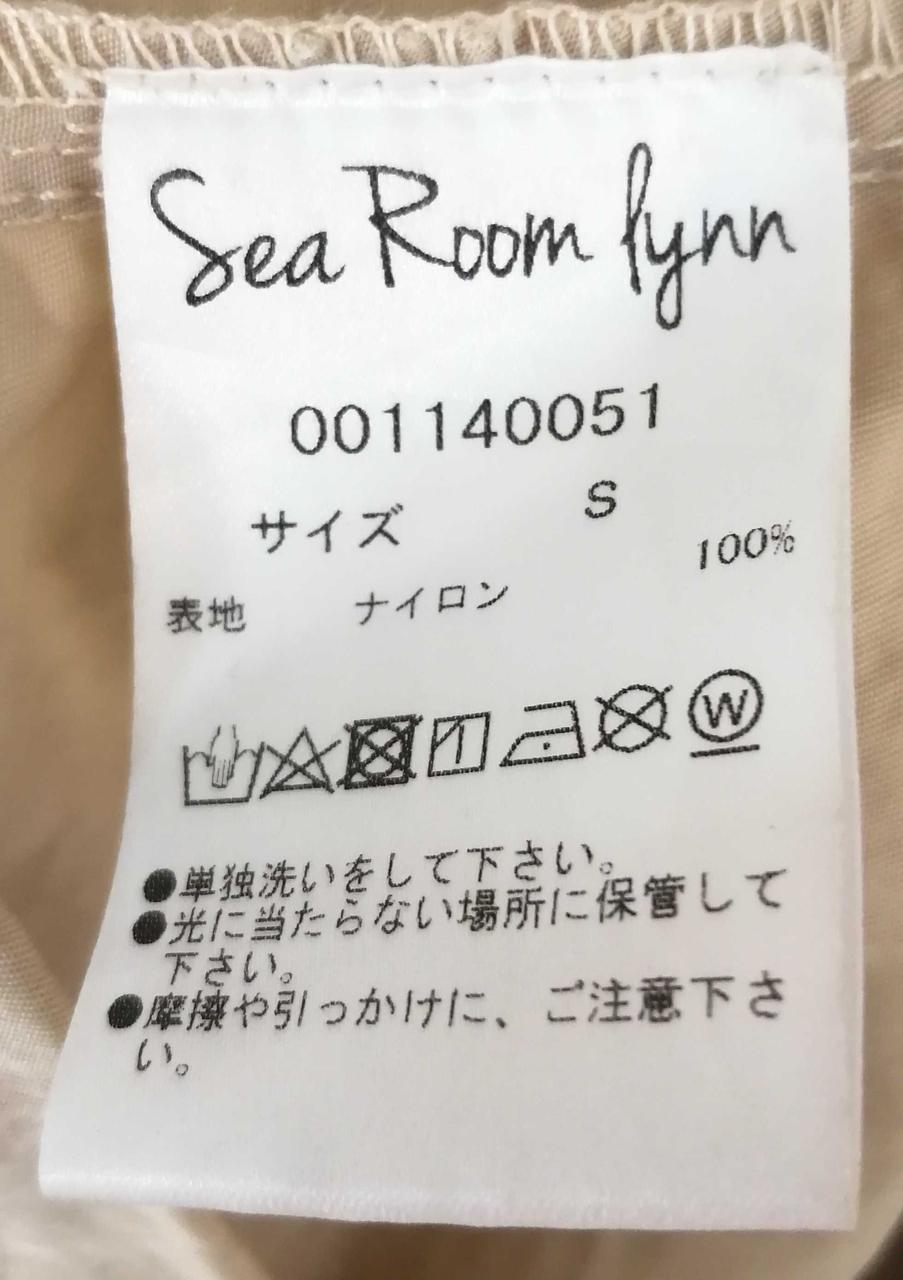 Sea Room lynn
001140051
サイズ S
表地 ナイロン 100%
W
●単独洗いをして下さい。
●光に当たらない場所に保管して
下さい。
●摩擦や引っかけに、ご注意下さ
い。